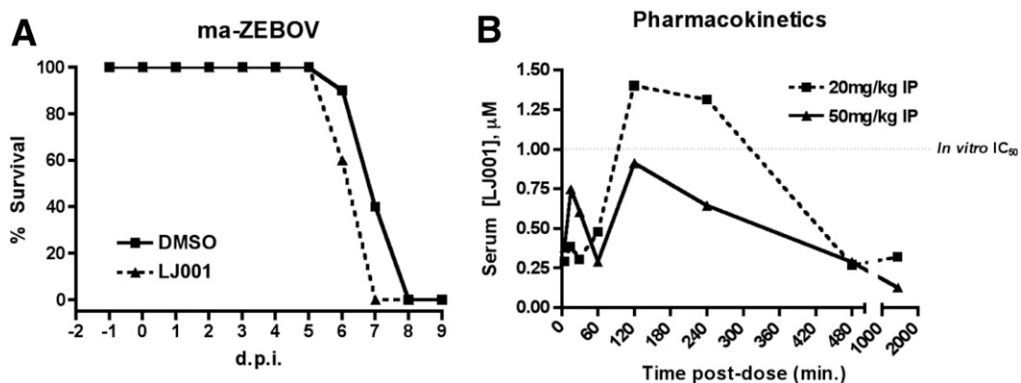 A
ma-ZEBOV
100
80
60
40
20
0
% Survival
DMSO
LJ001
-2 -1 0 1 2 3 4 5 6 7 8 9
d.p.i.
B
Pharmacokinetics
1.50
1.25
1.00
0.75
0.50
0.25
0.00
Serum [LJ001], μM
20mg/kg IP
50mg/kg IP
In vitro IC₅₀
0 60 120 180 240 300 360 420 480 1000 2000
Time post-dose (min.)